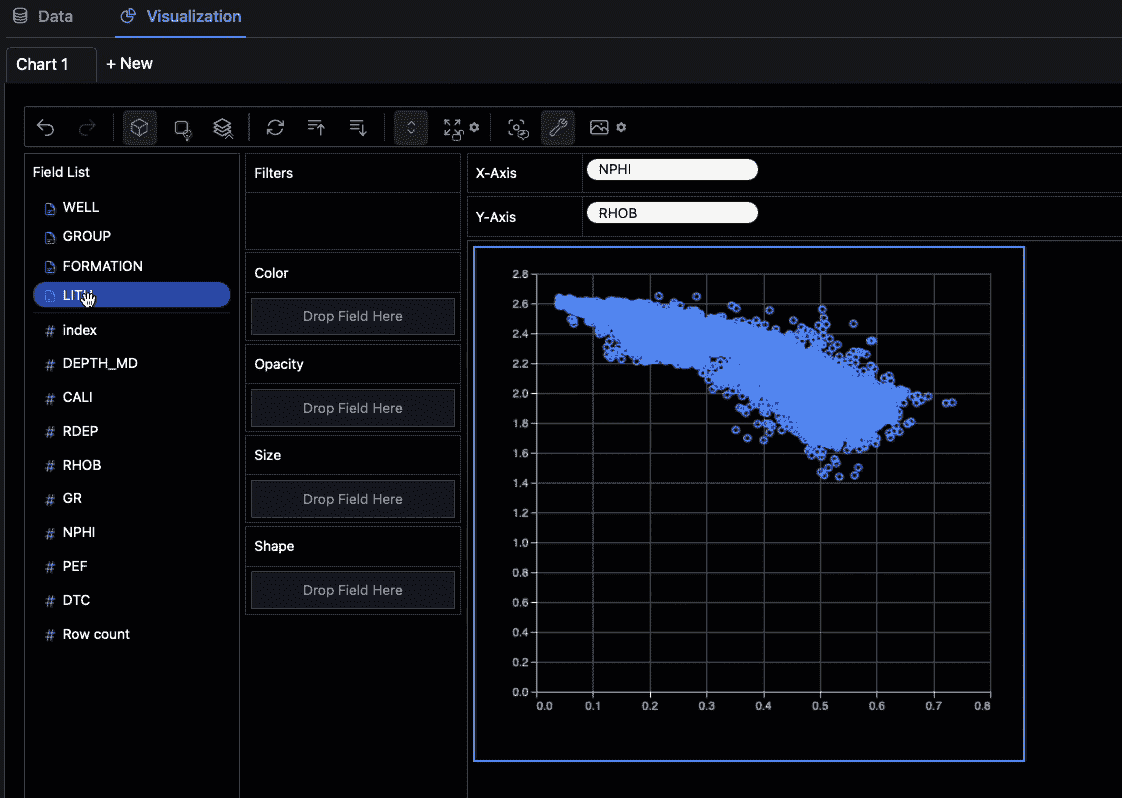 Data
Visualization
Chart 1
+ New
Field List
WELL
GROUP
FORMATION
index
DEPTH_MD
CALI
RDEP
RHOB
GR
NPHI
PEF
DTC
Row count
Filters
Color
Drop Field Here
Opacity
Drop Field Here
Size
Drop Field Here
Shape
Drop Field Here
X-Axis
NPHI
Y-Axis
RHOB
2.8
2.6
2.4
2.2
2.0
1.8
1.6
1.4
1.2
1.0
0.8
0.6
0.4
0.2
0.0
0.0 0.1 0.2 0.3 0.4 0.5 0.6 0.7 0.8